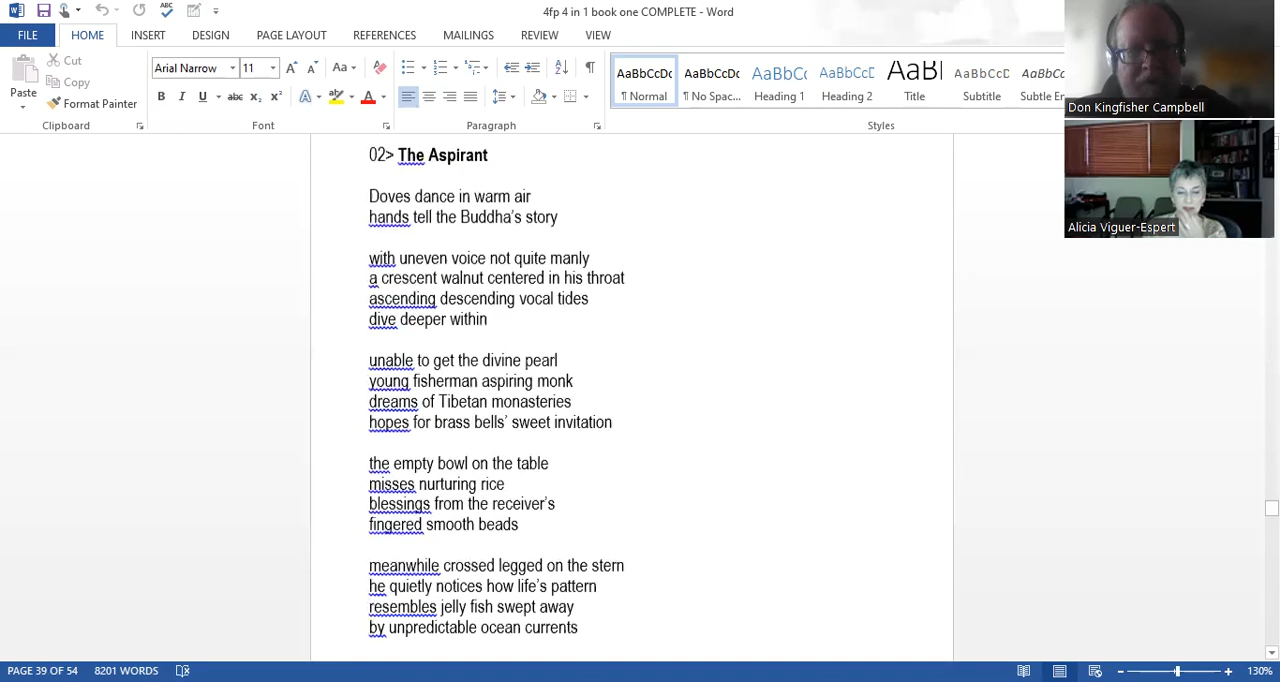 4fp 4 in 1 book one COMPLETE - Word
FILE HOME INSERT DESIGN PAGE LAYOUT REFERENCES MAILINGS REVIEW VIEW
Paste
Cut
Copy
Format Painter
Clipboard
Arial Narrow 11
Font
Paragraph
AaBbCcDc AaBbCcDc AaBbCc AaBbCcC AaBl AaBbCcC AaBbCc
¶ Normal ¶ No Spac... Heading 1 Heading 2 Title Subtitle Subtle Em
Styles
Don Kingfisher Campbell
Alicia Viguer-Espert
02> The Aspirant
Doves dance in warm air
hands tell the Buddha's story
with uneven voice not quite manly
a crescent walnut centered in his throat
ascending descending vocal tides
dive deeper within
unable to get the divine pearl
young fisherman aspiring monk
dreams of Tibetan monasteries
hopes for brass bells' sweet invitation
the empty bowl on the table
misses nurturing rice
blessings from the receiver's
fingered smooth beads
meanwhile crossed legged on the stern
he quietly notices how life's pattern
resembles jelly fish swept away
by unpredictable ocean currents
PAGE 39 OF 54 8201 WORDS
130%